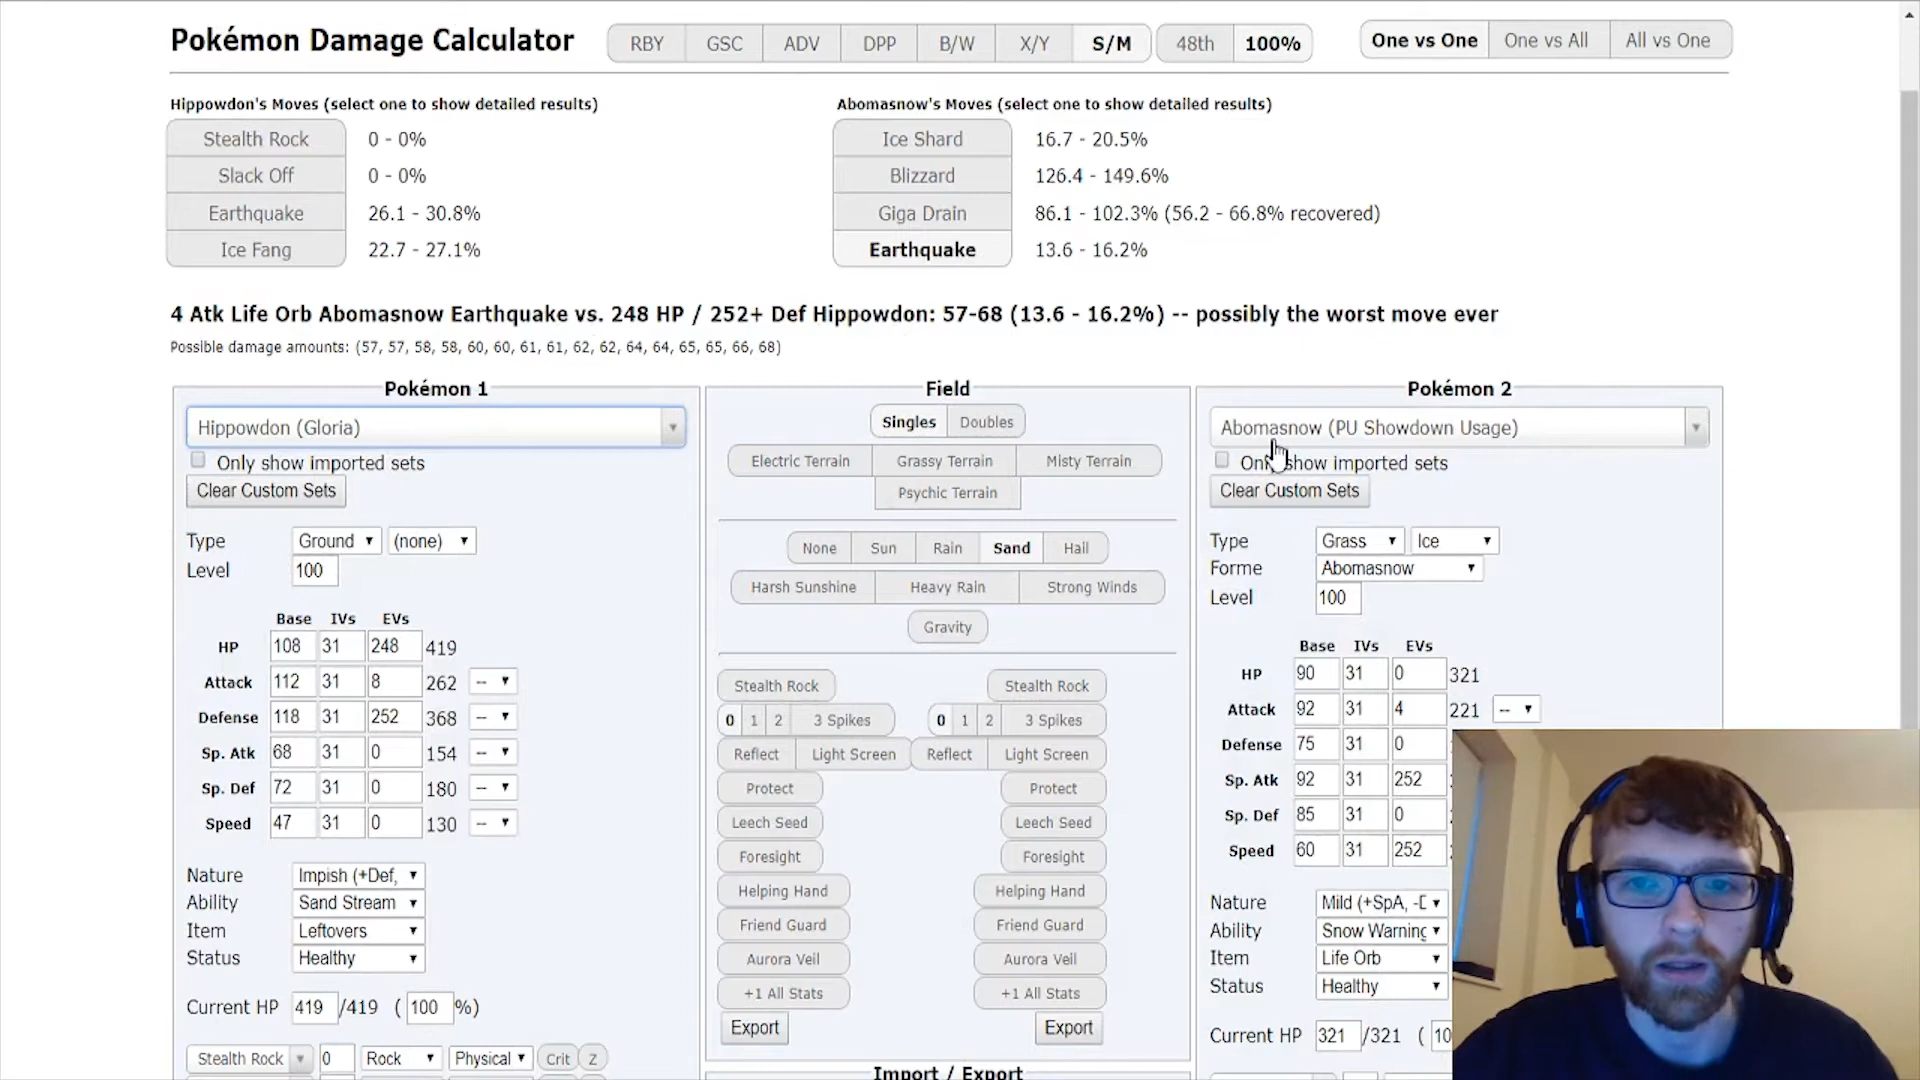 Pokémon Damage Calculator RBY GSC ADV DPP B/W X/Y S/M 48th 100% One vs One One vs All All vs One
Hippowdon's Moves (select one to show detailed results)
Stealth Rock 0 - 0%
Slack Off 0 - 0%
Earthquake 26.1 - 30.8%
Ice Fang 22.7 - 27.1%
Abomasnow's Moves (select one to show detailed results)
Ice Shard 16.7 - 20.5%
Blizzard 126.4 - 149.6%
Giga Drain 86.1 - 102.3% (56.2 - 66.8% recovered)
Earthquake 13.6 - 16.2%
4 Atk Life Orb Abomasnow Earthquake vs. 248 HP / 252+ Def Hippowdon: 57-68 (13.6 - 16.2%) -- possibly the worst move ever
Possible damage amounts: (57, 57, 58, 58, 60, 60, 61, 61, 62, 62, 64, 64, 65, 65, 66, 68)
Pokémon 1
Hippowdon (Gloria)
Only show imported sets
Clear Custom Sets
Type Ground (none)
Level 100
Base IVs EVs
HP 108 31 248 419
Attack 112 31 8 262 --
Defense 118 31 252 368 --
Sp. Atk 68 31 0 154 --
Sp. Def 72 31 0 180 --
Speed 47 31 0 130 --
Nature Impish (+Def,
Ability Sand Stream
Item Leftovers
Status Healthy
Current HP 419 /419 ( 100 %)
Stealth Rock 0 Rock Physical Crit Z
Field
Singles Doubles
Electric Terrain Grassy Terrain Misty Terrain
Psychic Terrain
None Sun Rain Sand Hail
Harsh Sunshine Heavy Rain Strong Winds
Gravity
Stealth Rock Stealth Rock
0 1 2 3 Spikes 0 1 2 3 Spikes
Reflect Light Screen Reflect Light Screen
Protect Protect
Leech Seed Leech Seed
Foresight Foresight
Helping Hand Helping Hand
Friend Guard Friend Guard
Aurora Veil Aurora Veil
+1 All Stats +1 All Stats
Export Export
Import / Export
Pokémon 2
Abomasnow (PU Showdown Usage)
Only show imported sets
Clear Custom Sets
Type Grass Ice
Forme Abomasnow
Level 100
Base IVs EVs
HP 90 31 0 321
Attack 92 31 4 221 --
Defense 75 31 0
Sp. Atk 92 31 252
Sp. Def 85 31 0
Speed 60 31 252
Nature Mild (+SpA, -D
Ability Snow Warning
Item Life Orb
Status Healthy
Current HP 321 /321 ( 10